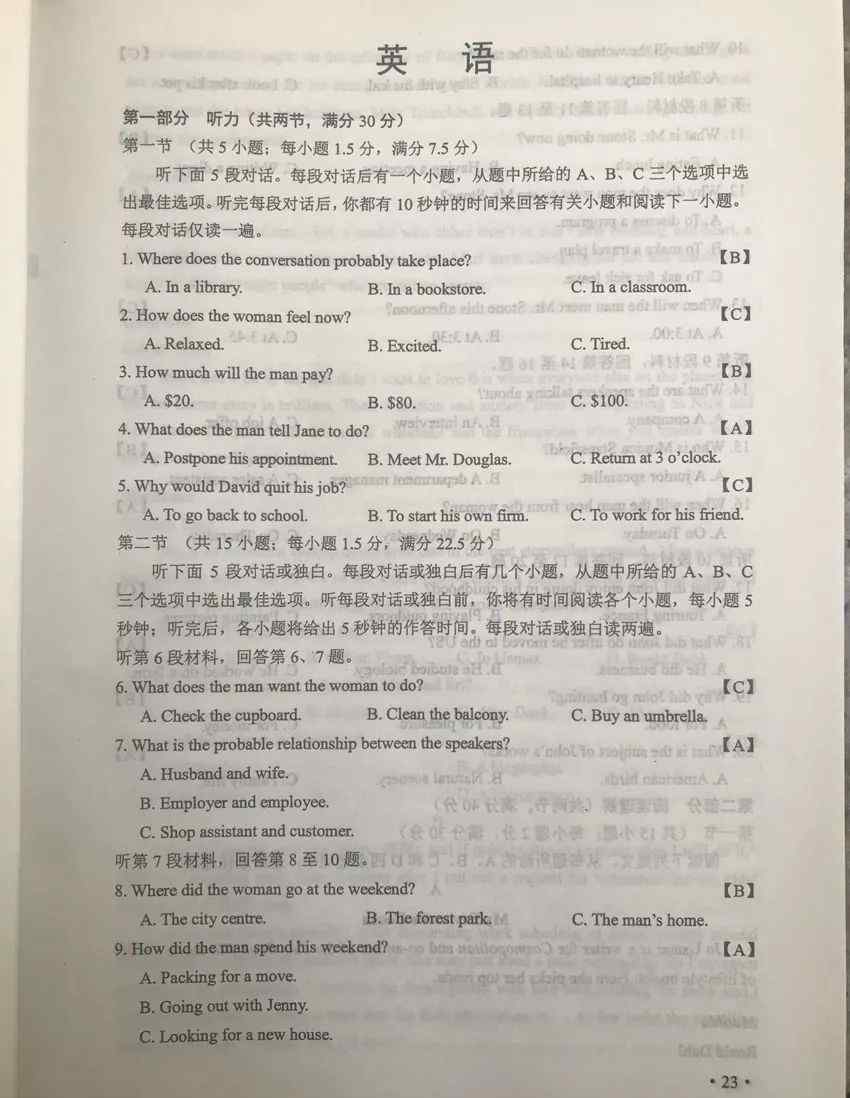 英 语
第一部分 听力（共两节，满分 30 分）
第一节 （共 5 小题；每小题 1.5 分，满分 7.5 分）
听下面 5 段对话。每段对话后有一个小题，从题中所给的 A、B、C 三个选项中选
出最佳选项。听完每段对话后，你都有 10 秒钟的时间来回答有关小题和阅读下一小题。
每段对话仅读一遍。
1. Where does the conversation probably take place? 【B】
A. In a library. B. In a bookstore. C. In a classroom.
2. How does the woman feel now? 【C】
A. Relaxed. B. Excited. C. Tired.
3. How much will the man pay? 【B】
A. $20. B. $80. C. $100.
4. What does the man tell Jane to do? 【A】
A. Postpone his appointment. B. Meet Mr. Douglas. C. Return at 3 o'clock.
5. Why would David quit his job? 【C】
A. To go back to school. B. To start his own firm. C. To work for his friend.
第二节 （共 15 小题；每小题 1.5 分，满分 22.5 分）
听下面 5 段对话或独白。每段对话或独白后有几个小题，从题中所给的 A、B、C
三个选项中选出最佳选项。听每段对话或独白前，你将有时间阅读各个小题，每小题 5
秒钟；听完后，各小题将给出 5 秒钟的作答时间。每段对话或独白读两遍。
听第 6 段材料，回答第 6、7 题。
6. What does the man want the woman to do? 【C】
A. Check the cupboard. B. Clean the balcony. C. Buy an umbrella.
7. What is the probable relationship between the speakers? 【A】
A. Husband and wife.
B. Employer and employee.
C. Shop assistant and customer.
听第 7 段材料，回答第 8 至 10 题。
8. Where did the woman go at the weekend? 【B】
A. The city centre. B. The forest park. C. The man's home.
9. How did the man spend his weekend? 【A】
A. Packing for a move.
B. Going out with Jenny.
C. Looking for a new house.
• 23 •